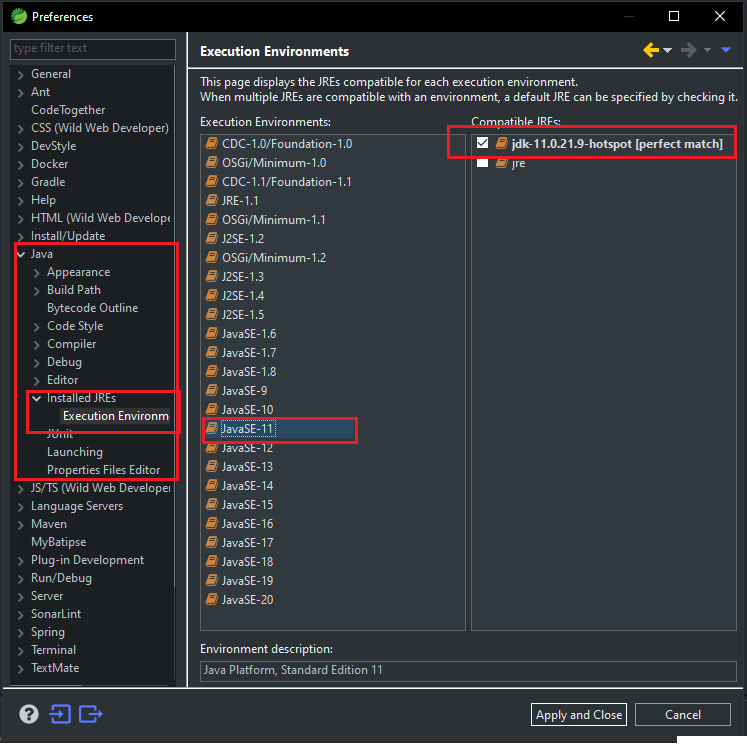 Preferences
type filter text
General
Ant
CodeTogether
CSS (Wild Web Developer)
DevStyle
Docker
Gradle
Help
HTML (Wild Web Develope
Install/Update
Java
Appearance
Build Path
Bytecode Outline
Code Style
Compiler
Debug
Editor
Installed JREs
Execution Environm
JUnit
Launching
Properties Files Editor
JS/TS (Wild Web Developer
Language Servers
Maven
MyBatipse
Plug-in Development
Run/Debug
Server
SonarLint
Spring
Terminal
TextMate
Execution Environments
This page displays the JREs compatible for each execution environment.
When multiple JREs are compatible with an environment, a default JRE can be specified by checking it.
Execution Environments:
CDC-1.0/Foundation-1.0
OSGi/Minimum-1.0
CDC-1.1/Foundation-1.1
JRE-1.1
OSGi/Minimum-1.1
J2SE-1.2
OSGi/Minimum-1.2
J2SE-1.3
J2SE-1.4
J2SE-1.5
JavaSE-1.6
JavaSE-1.7
JavaSE-1.8
JavaSE-9
JavaSE-10
JavaSE-11
JavaSE-12
JavaSE-13
JavaSE-14
JavaSE-15
JavaSE-16
JavaSE-17
JavaSE-18
JavaSE-19
JavaSE-20
Compatible JREs:
jdk-11.0.21.9-hotspot [perfect match]
jre
Environment description:
Java Platform, Standard Edition 11
?
Apply and Close
Cancel